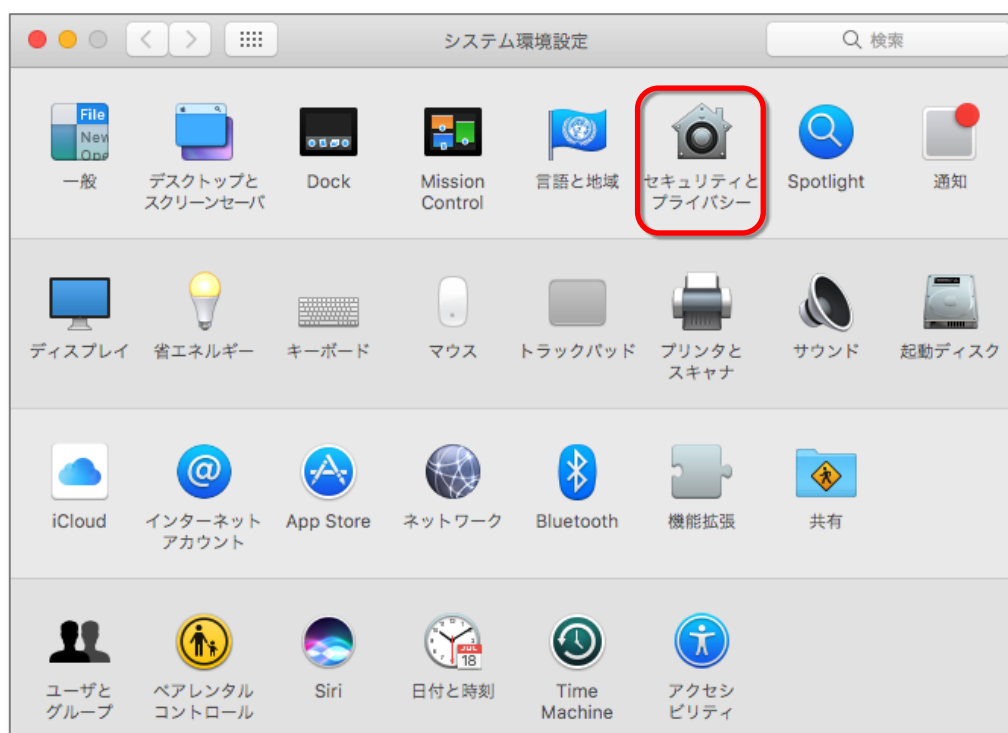 システム環境設定
検索
File
New
Ope
一般
デスクトップと
スクリーンセーバ
Dock
Mission
Control
言語と地域
セキュリティと
プライバシー
Spotlight
通知
ディスプレイ
省エネルギー
キーボード
マウス
トラックパッド
プリンタと
スキャナ
サウンド
起動ディスク
iCloud
@
インターネット
アカウント
App Store
ネットワーク
Bluetooth
機能拡張
共有
ユーザと
グループ
ペアレンタル
コントロール
Siri
JUL
18
日付と時刻
Time
Machine
アクセシ
ビリティ